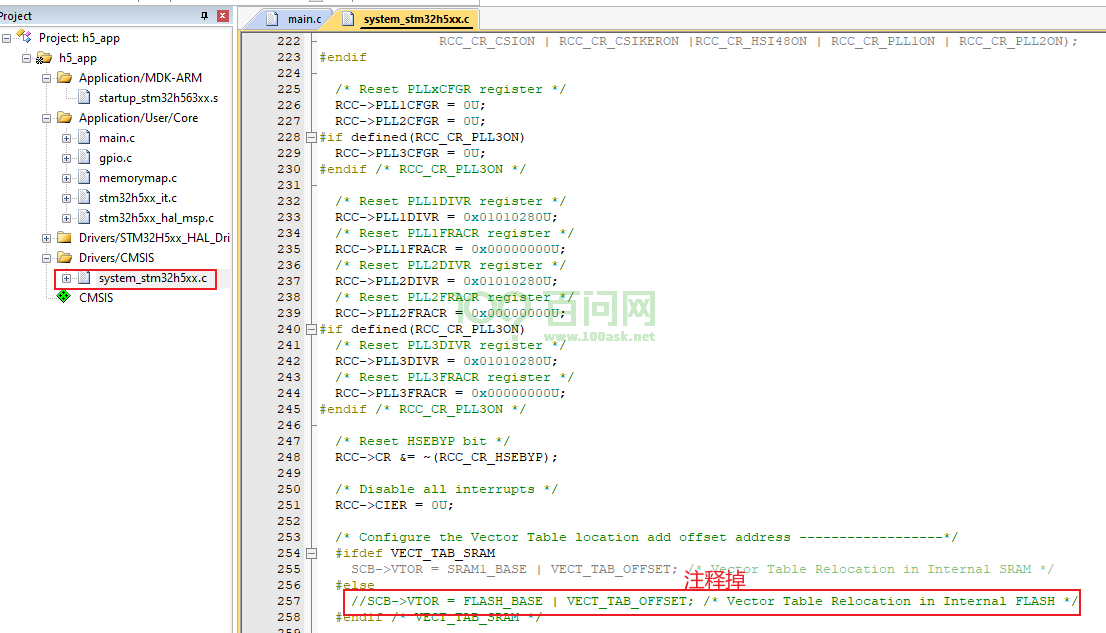 Project
Project: h5_app
h5_app
Application/MDK-ARM
startup_stm32h563xx.s
Application/User/Core
main.c
gpio.c
memorymap.c
stm32h5xx_it.c
stm32h5xx_hal_msp.c
Drivers/STM32H5xx_HAL_Dri
Drivers/CMSIS
system_stm32h5xx.c
CMSIS
main.c
system_stm32h5xx.c
222 RCC_CR_CSION | RCC_CR_CSIKERON |RCC_CR_HSI48ON | RCC_CR_PLL1ON | RCC_CR_PLL2ON);
223 #endif
224
225 /* Reset PLLxCFGR register */
226 RCC->PLL1CFGR = 0U;
227 RCC->PLL2CFGR = 0U;
228 #if defined(RCC_CR_PLL3ON)
229 RCC->PLL3CFGR = 0U;
230 #endif /* RCC_CR_PLL3ON */
231
232 /* Reset PLL1DIVR register */
233 RCC->PLL1DIVR = 0x01010280U;
234 /* Reset PLL1FRACR register */
235 RCC->PLL1FRACR = 0x00000000U;
236 /* Reset PLL2DIVR register */
237 RCC->PLL2DIVR = 0x01010280U;
238 /* Reset PLL2FRACR register */
239 RCC->PLL2FRACR = 0x00000000U;
240 #if defined(RCC_CR_PLL3ON)
241 /* Reset PLL3DIVR register */
242 RCC->PLL3DIVR = 0x01010280U;
243 /* Reset PLL3FRACR register */
244 RCC->PLL3FRACR = 0x00000000U;
245 #endif /* RCC_CR_PLL3ON */
246
247 /* Reset HSEBYP bit */
248 RCC->CR &= ~(RCC_CR_HSEBYP);
249
250 /* Disable all interrupts */
251 RCC->CIER = 0U;
252
253 /* Configure the Vector Table location add offset address ------------------*/
254 #ifdef VECT_TAB_SRAM
255 SCB->VTOR = SRAM1_BASE | VECT_TAB_OFFSET; /* Vector Table Relocation in Internal SRAM */
256 #else
注释掉
257 //SCB->VTOR = FLASH_BASE | VECT_TAB_OFFSET; /* Vector Table Relocation in Internal FLASH */
258 #endif /* VECT_TAB_SRAM */
259
100 百问网
www.100ask.net